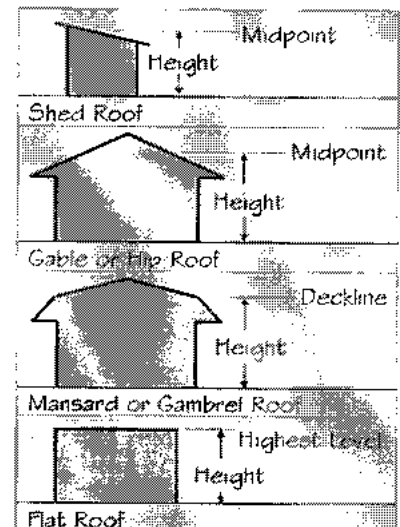 Midpoint
Height
Shed Roof
Midpoint
Height
Gable or Hip Roof
Deckline
Height
Mansard or Gambrel Roof
Highest Level
Height
Flat Roof